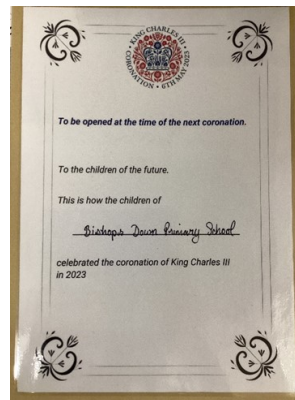 KING CHARLES III
CORONATION • 6TH MAY 2023
To be opened at the time of the next coronation.
To the children of the future.
This is how the children of
Bishops Down Primary School
celebrated the coronation of King Charles III
in 2023